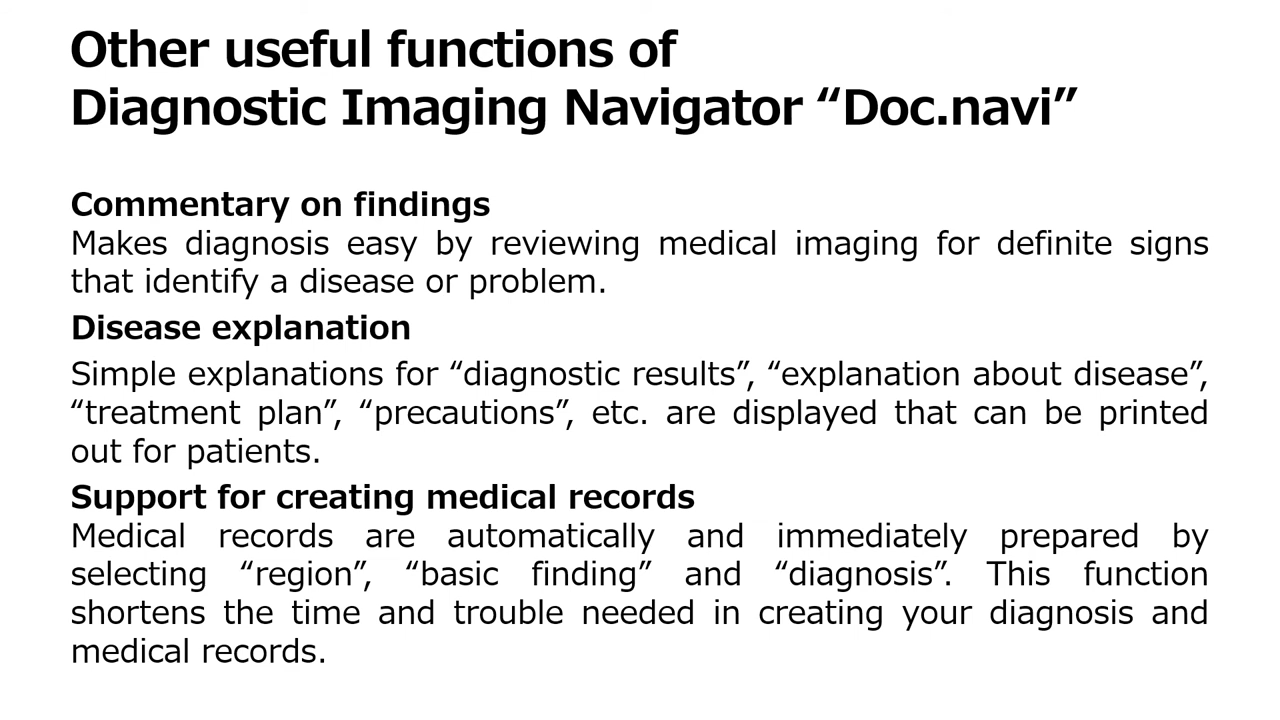 Other useful functions of
Diagnostic Imaging Navigator “Doc.navi”
Commentary on findings
Makes diagnosis easy by reviewing medical imaging for definite signs
that identify a disease or problem.
Disease explanation
Simple explanations for “diagnostic results”, “explanation about disease”,
“treatment plan”, “precautions”, etc. are displayed that can be printed
out for patients.
Support for creating medical records
Medical records are automatically and immediately prepared by
selecting “region”, “basic finding” and “diagnosis”. This function
shortens the time and trouble needed in creating your diagnosis and
medical records.